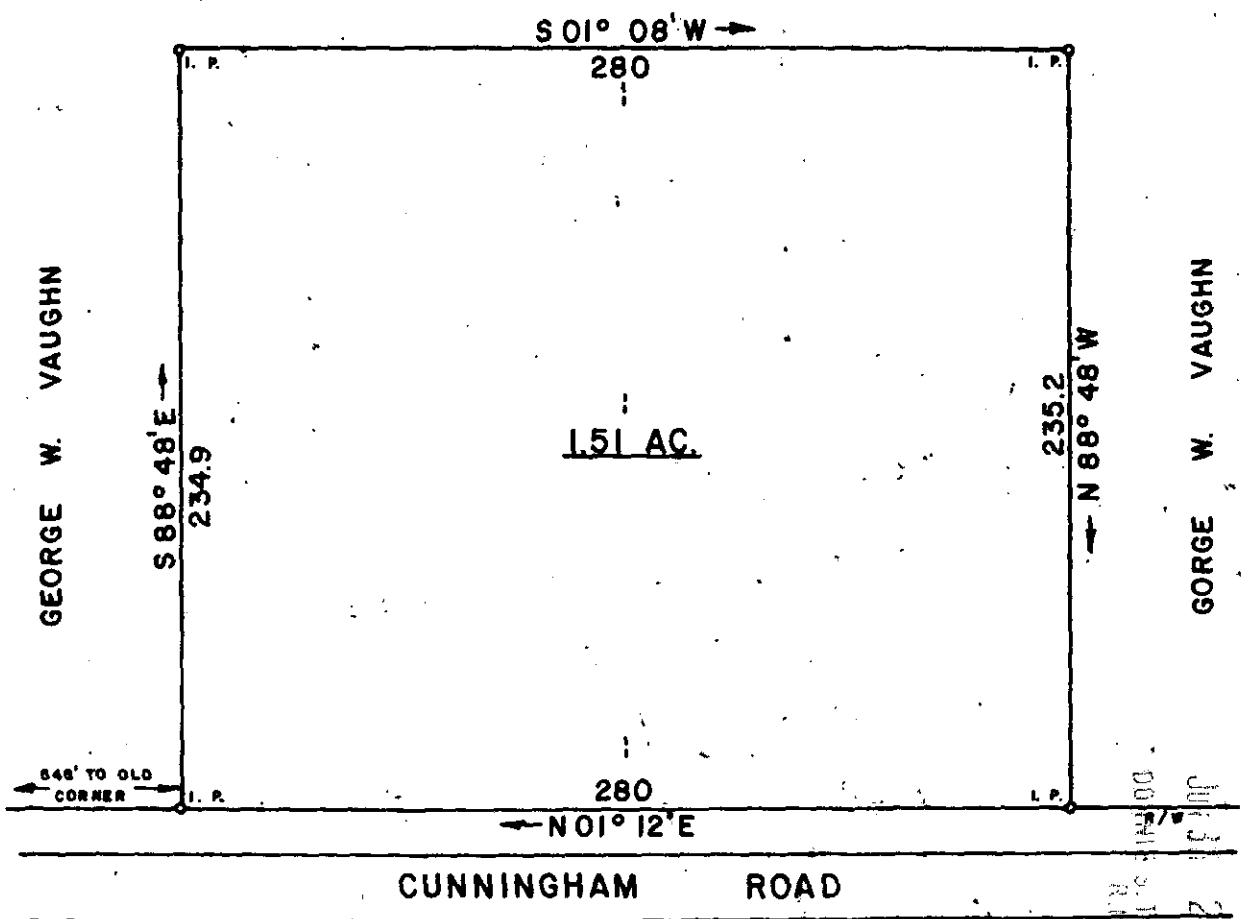 S 01° 08' W
280
I. P.
I. P.
GEORGE W. VAUGHN
S 88° 48' E
234.9
1.51 AC.
235.2
N 88° 48' W
GORGE W. VAUGHN
TO OLD
CORNER
I. P.
280
I. P.
N 01° 12' E
R/W
CUNNINGHAM ROAD